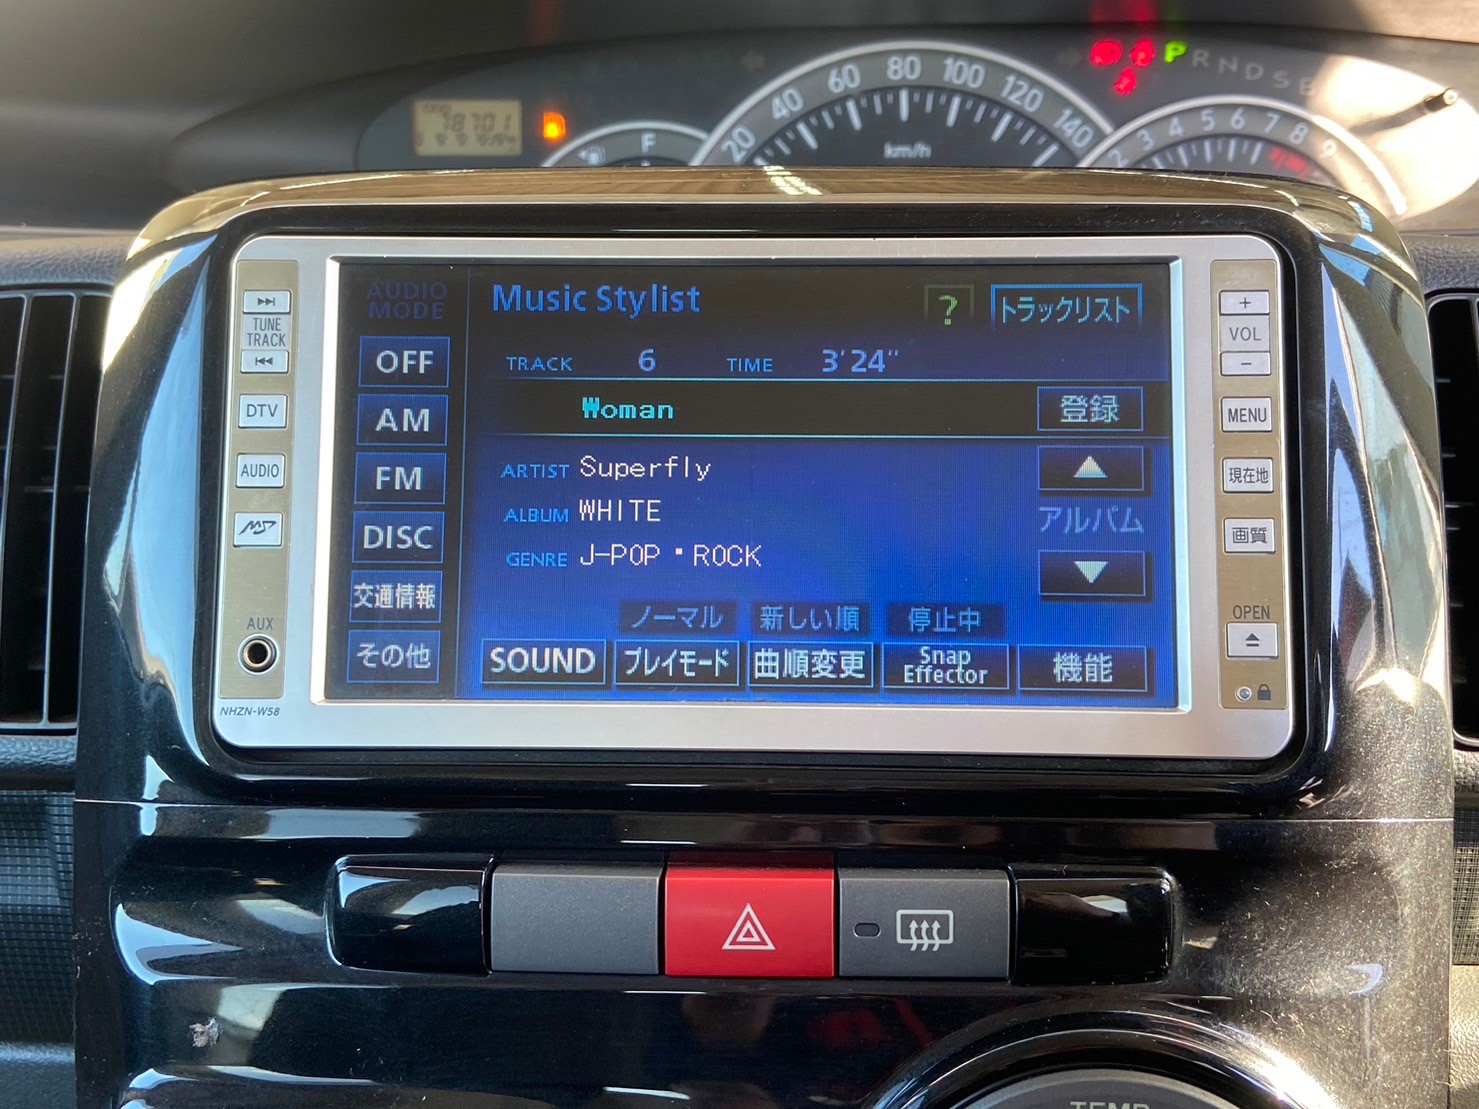 78701
F
20 40 60 80 100 120 140
km/h
P R N D S B
2 3 4 5 6 7 8 9
TUNE
TRACK
DTV
AUDIO
AUX
NHZN-W58
AUDIO
MODE
OFF
AM
FM
DISC
交通情報
その他
Music Stylist
?
トラックリスト
TRACK 6 TIME 3'24"
Woman
登録
ARTIST Superfly
ALBUM WHITE
GENRE J-POP・ROCK
アルバム
ノーマル 新しい順 停止中
SOUND
プレイモード
曲順変更
Snap
Effector
機能
+
VOL
−
MENU
現在地
画質
OPEN
TEMP